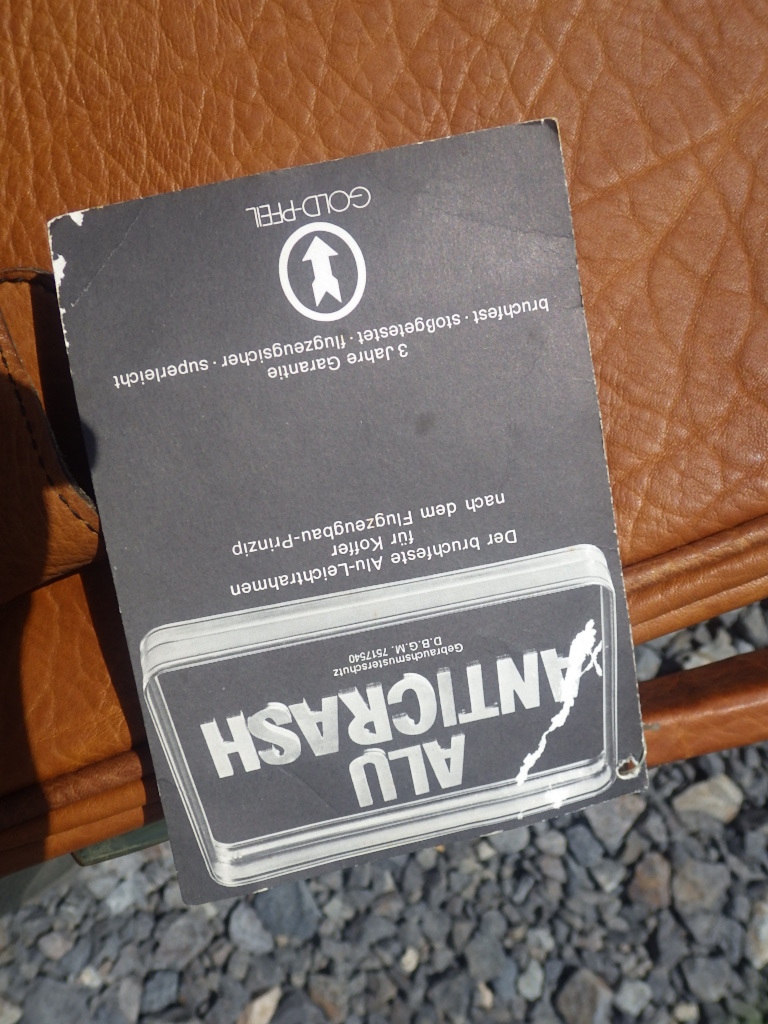 ALU
ANTICRASH
Gebrauchsmusterschutz
D.B.G.M. 7517540
Der bruchfeste Alu-Leichtrahmen
für Koffer
nach dem Flugzeugbau-Prinzip
3 Jahre Garantie
bruchfest · stoßgetestet · flugzeugsicher · superleicht
GOLD-PFEIL